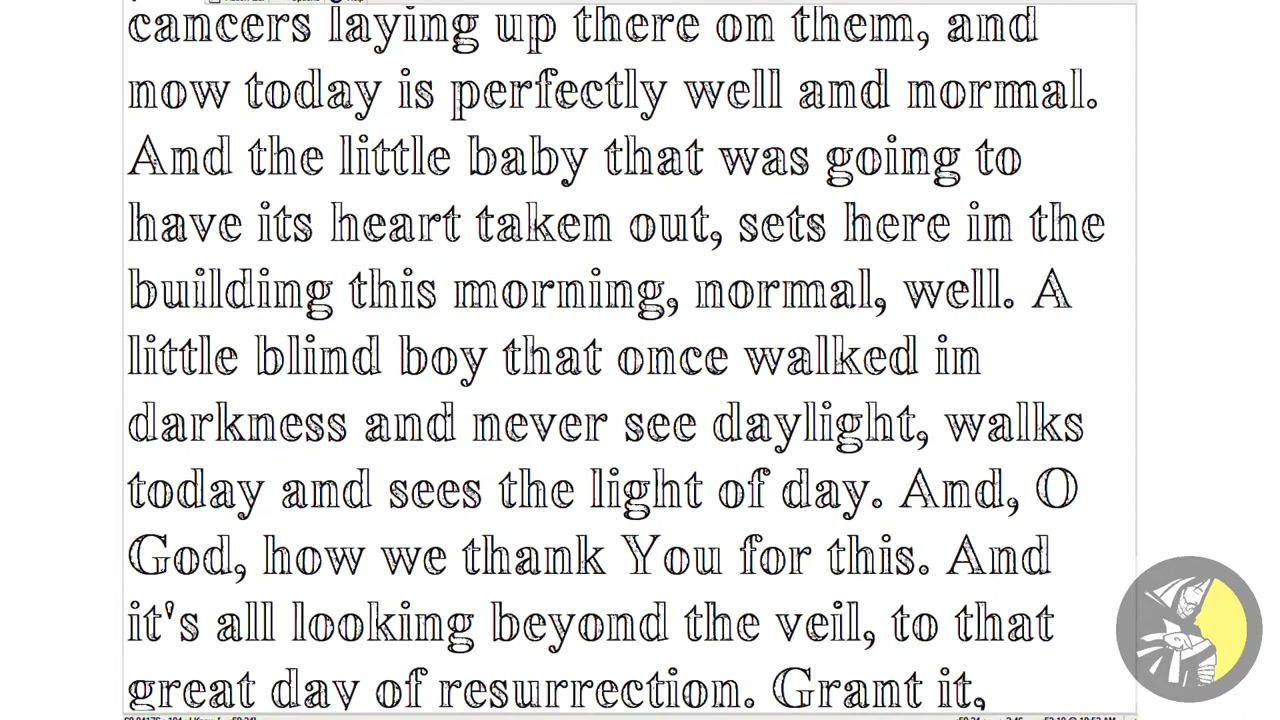 cancers laying up there on them, and
now today is perfectly well and normal.
And the little baby that was going to
have its heart taken out, sets here in the
building this morning, normal, well. A
little blind boy that once walked in
darkness and never see daylight, walks
today and sees the light of day. And, O
God, how we thank You for this. And
it's all looking beyond the veil, to that
great day of resurrection. Grant it,